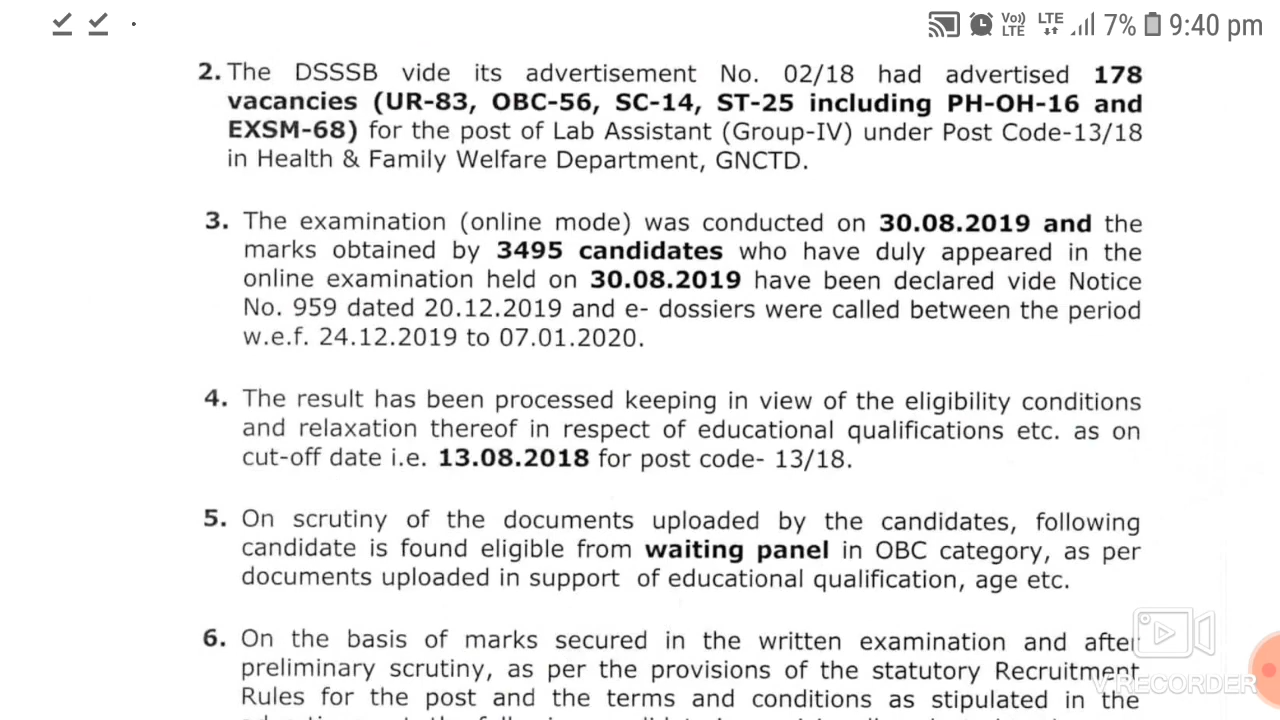 Vo)) LTE LTE 7% 9:40 pm
2. The DSSSB vide its advertisement No. 02/18 had advertised 178
vacancies (UR-83, OBC-56, SC-14, ST-25 including PH-OH-16 and
EXSM-68) for the post of Lab Assistant (Group-IV) under Post Code-13/18
in Health & Family Welfare Department, GNCTD.
3. The examination (online mode) was conducted on 30.08.2019 and the
marks obtained by 3495 candidates who have duly appeared in the
online examination held on 30.08.2019 have been declared vide Notice
No. 959 dated 20.12.2019 and e- dossiers were called between the period
w.e.f. 24.12.2019 to 07.01.2020.
4. The result has been processed keeping in view of the eligibility conditions
and relaxation thereof in respect of educational qualifications etc. as on
cut-off date i.e. 13.08.2018 for post code- 13/18.
5. On scrutiny of the documents uploaded by the candidates, following
candidate is found eligible from waiting panel in OBC category, as per
documents uploaded in support of educational qualification, age etc.
6. On the basis of marks secured in the written examination and after
preliminary scrutiny, as per the provisions of the statutory Recruitment
Rules for the post and the terms and conditions as stipulated in the
V RECORDER